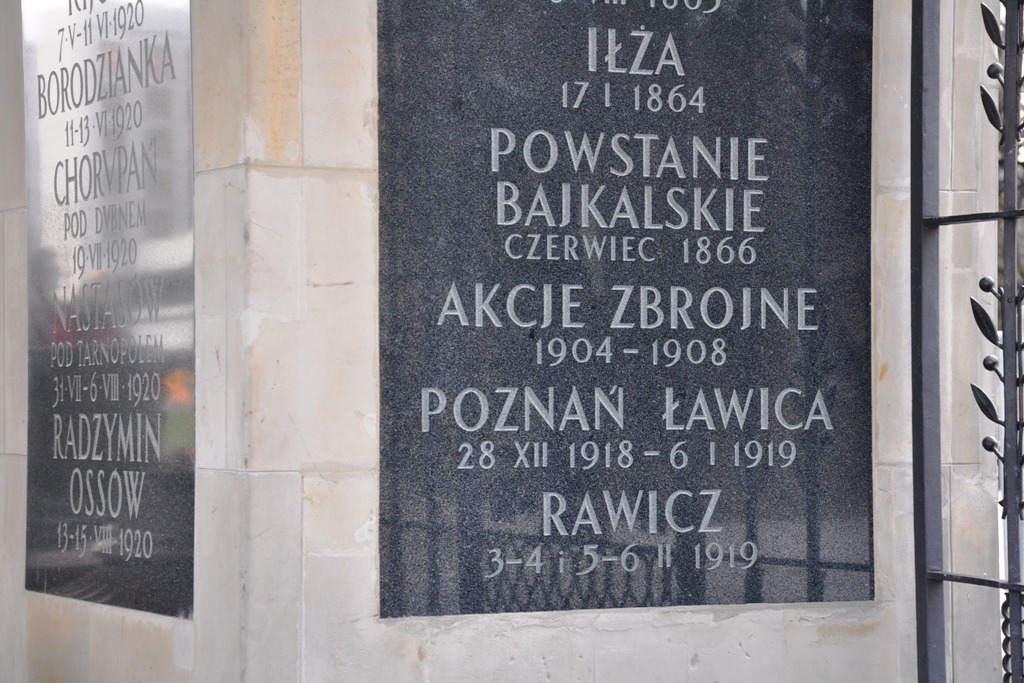 7·V-11 VI·1920
BORODZIANKA
11-13·VI·1920
CHORVPAŃ
POD DVBNEM
19·VII·1920
NASTASÓW
POD TARNOPOLEM
31·VII-6·VIII·1920
RADZYMIN
OSSÓW
13-15·VIII·1920
IŁŻA
17 I 1864
POWSTANIE
BAJKALSKIE
CZERWIEC 1866
AKCJE ZBROJNE
1904 – 1908
POZNAŃ ŁAWICA
28 XII 1918 – 6 I 1919
RAWICZ
3-4 i 5-6 II 1919